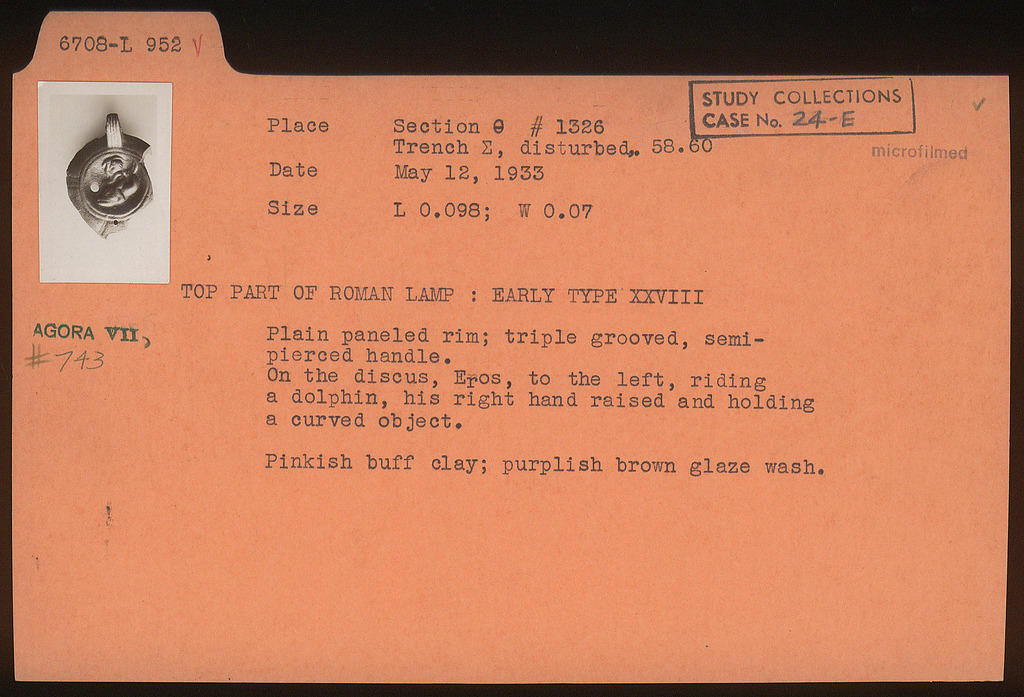 6708-L 952 √
STUDY COLLECTIONS
CASE No. 24-E
microfilmed
Place Section Θ # 1326
Trench Σ, disturbed,. 58.60
Date May 12, 1933
Size L 0.098; W 0.07
TOP PART OF ROMAN LAMP : EARLY TYPE XXVIII
AGORA VII,
#743
Plain paneled rim; triple grooved, semi-
pierced handle.
On the discus, Eros, to the left, riding
a dolphin, his right hand raised and holding
a curved object.
Pinkish buff clay; purplish brown glaze wash.